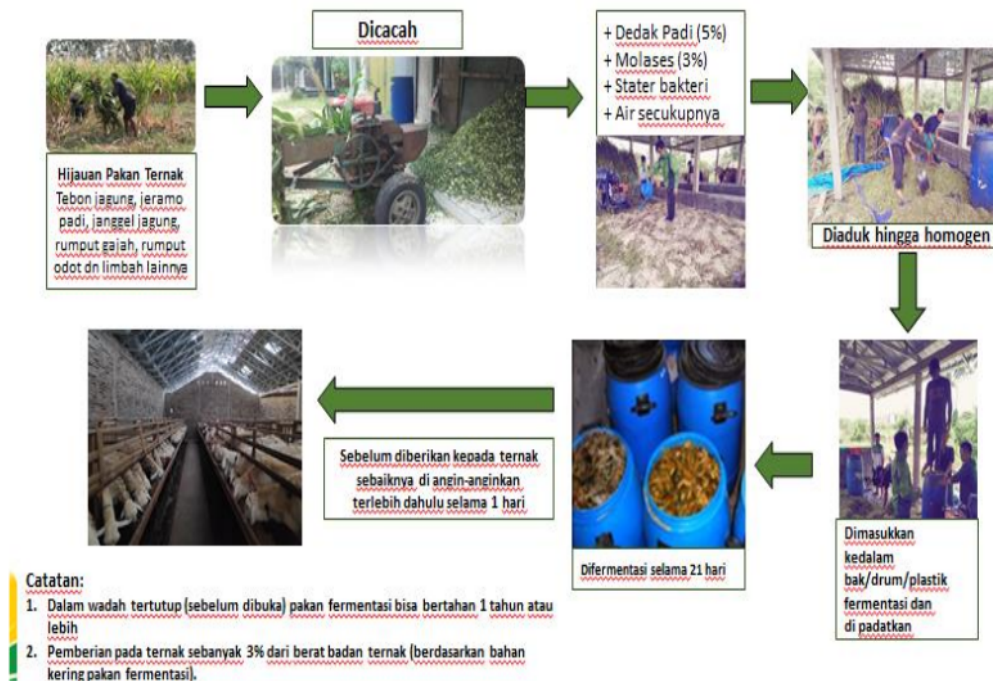 Hijauan Pakan Ternak
Tebon jagung, jeramo
padi, janggel jagung,
rumput gajah, rumput
odot dn limbah lainnya
Dicacah
+ Dedak Padi (5%)
+ Molases (3%)
+ Stater bakteri
+ Air secukupnya
Diaduk hingga homogen
Dimasukkan
kedalam
bak/drum/plastik
fermentasi dan
di padatkan
Difermentasi selama 21 hari
Sebelum diberikan kepada ternak
sebaiknya di angin-anginkan
terlebih dahulu selama 1 hari
Catatan:
1. Dalam wadah tertutup (sebelum dibuka) pakan fermentasi bisa bertahan 1 tahun atau
lebih
2. Pemberian pada ternak sebanyak 3% dari berat badan ternak (berdasarkan bahan
kering pakan fermentasi).